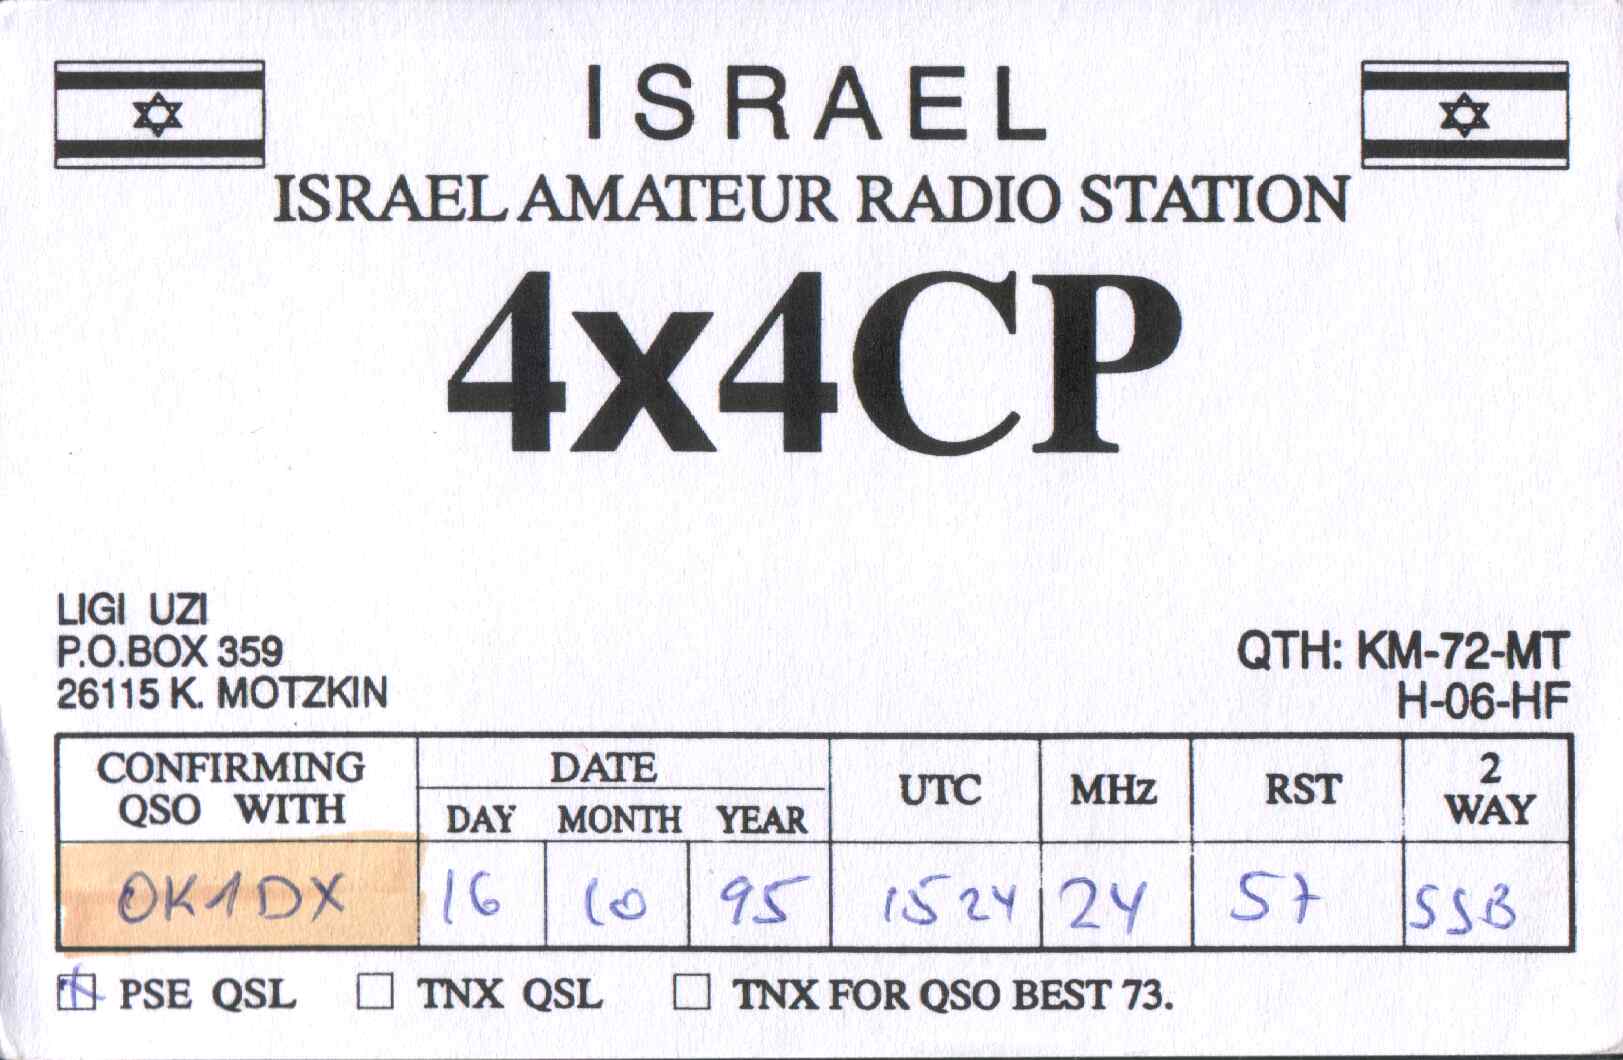 ISRAEL
ISRAEL AMATEUR RADIO STATION
4x4CP
LIGI UZI
P.O.BOX 359
26115 K. MOTZKIN
QTH: KM-72-MT
H-06-HF
CONFIRMING QSO WITH DATE DAY MONTH YEAR UTC MHz RST 2 WAY
OK1DX 16 10 95 1524 24 57 SSB
PSE QSL TNX QSL TNX FOR QSO BEST 73.